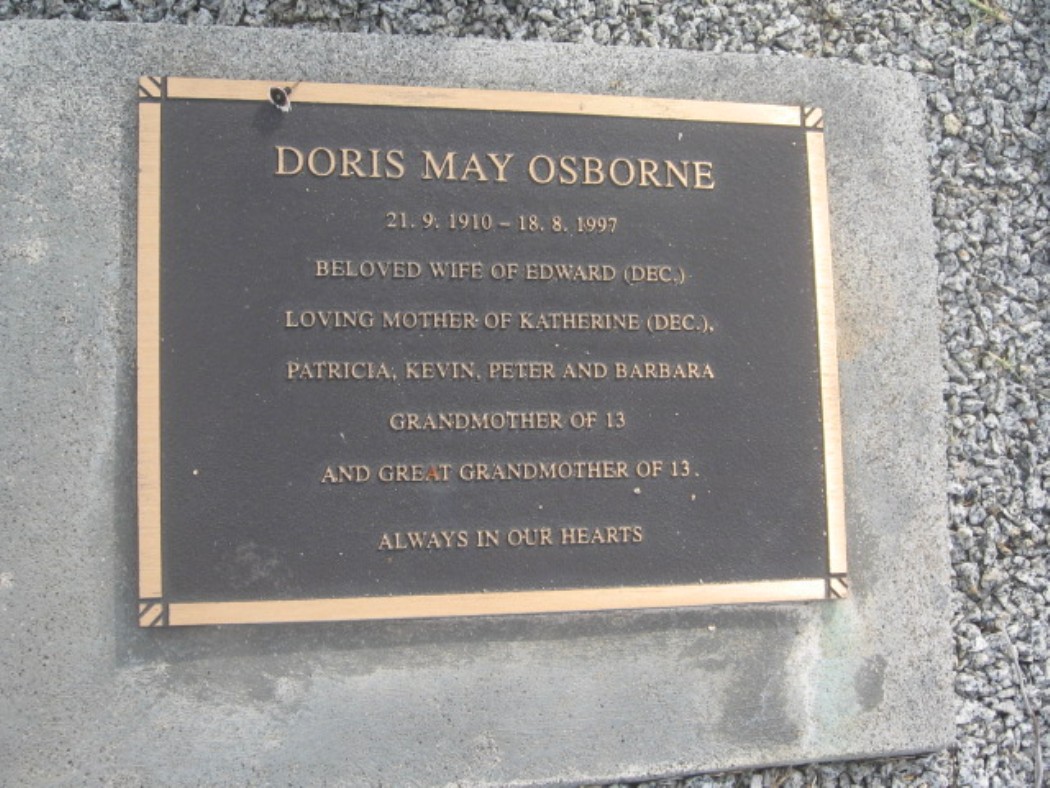 DORIS MAY OSBORNE
21. 9. 1910 – 18. 8. 1997
BELOVED WIFE OF EDWARD (DEC.)
LOVING MOTHER OF KATHERINE (DEC.),
PATRICIA, KEVIN, PETER AND BARBARA
GRANDMOTHER OF 13
AND GREAT GRANDMOTHER OF 13.
ALWAYS IN OUR HEARTS